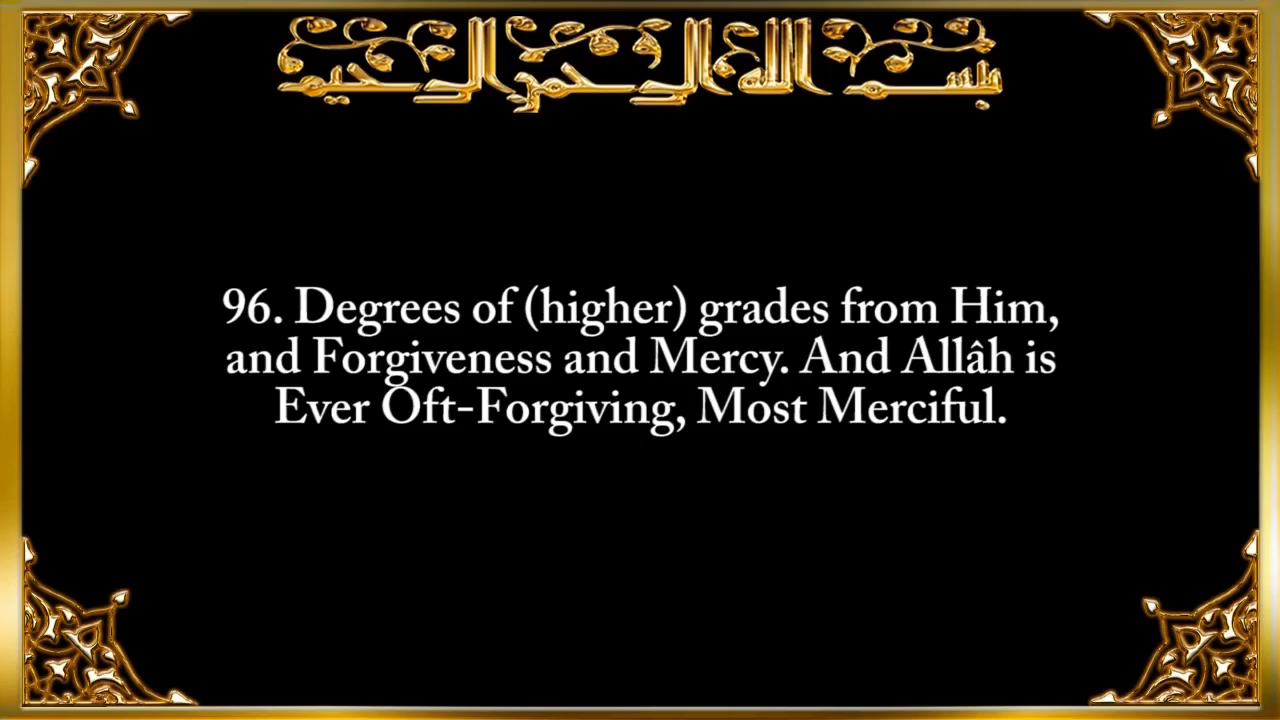 بسم الله الرحمن الرحيم
96. Degrees of (higher) grades from Him,
and Forgiveness and Mercy. And Allâh is
Ever Oft-Forgiving, Most Merciful.